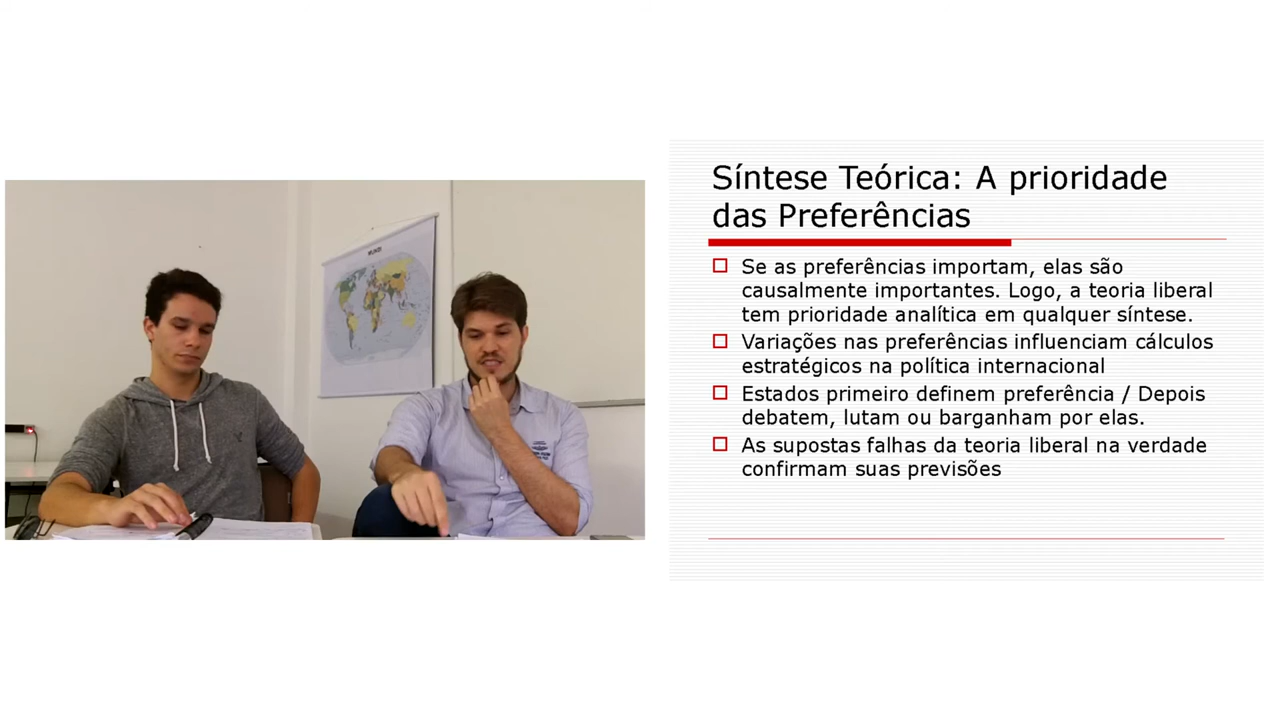 Síntese Teórica: A prioridade
das Preferências
Se as preferências importam, elas são
causalmente importantes. Logo, a teoria liberal
tem prioridade analítica em qualquer síntese.
Variações nas preferências influenciam cálculos
estratégicos na política internacional
Estados primeiro definem preferência / Depois
debatem, lutam ou barganham por elas.
As supostas falhas da teoria liberal na verdade
confirmam suas previsões